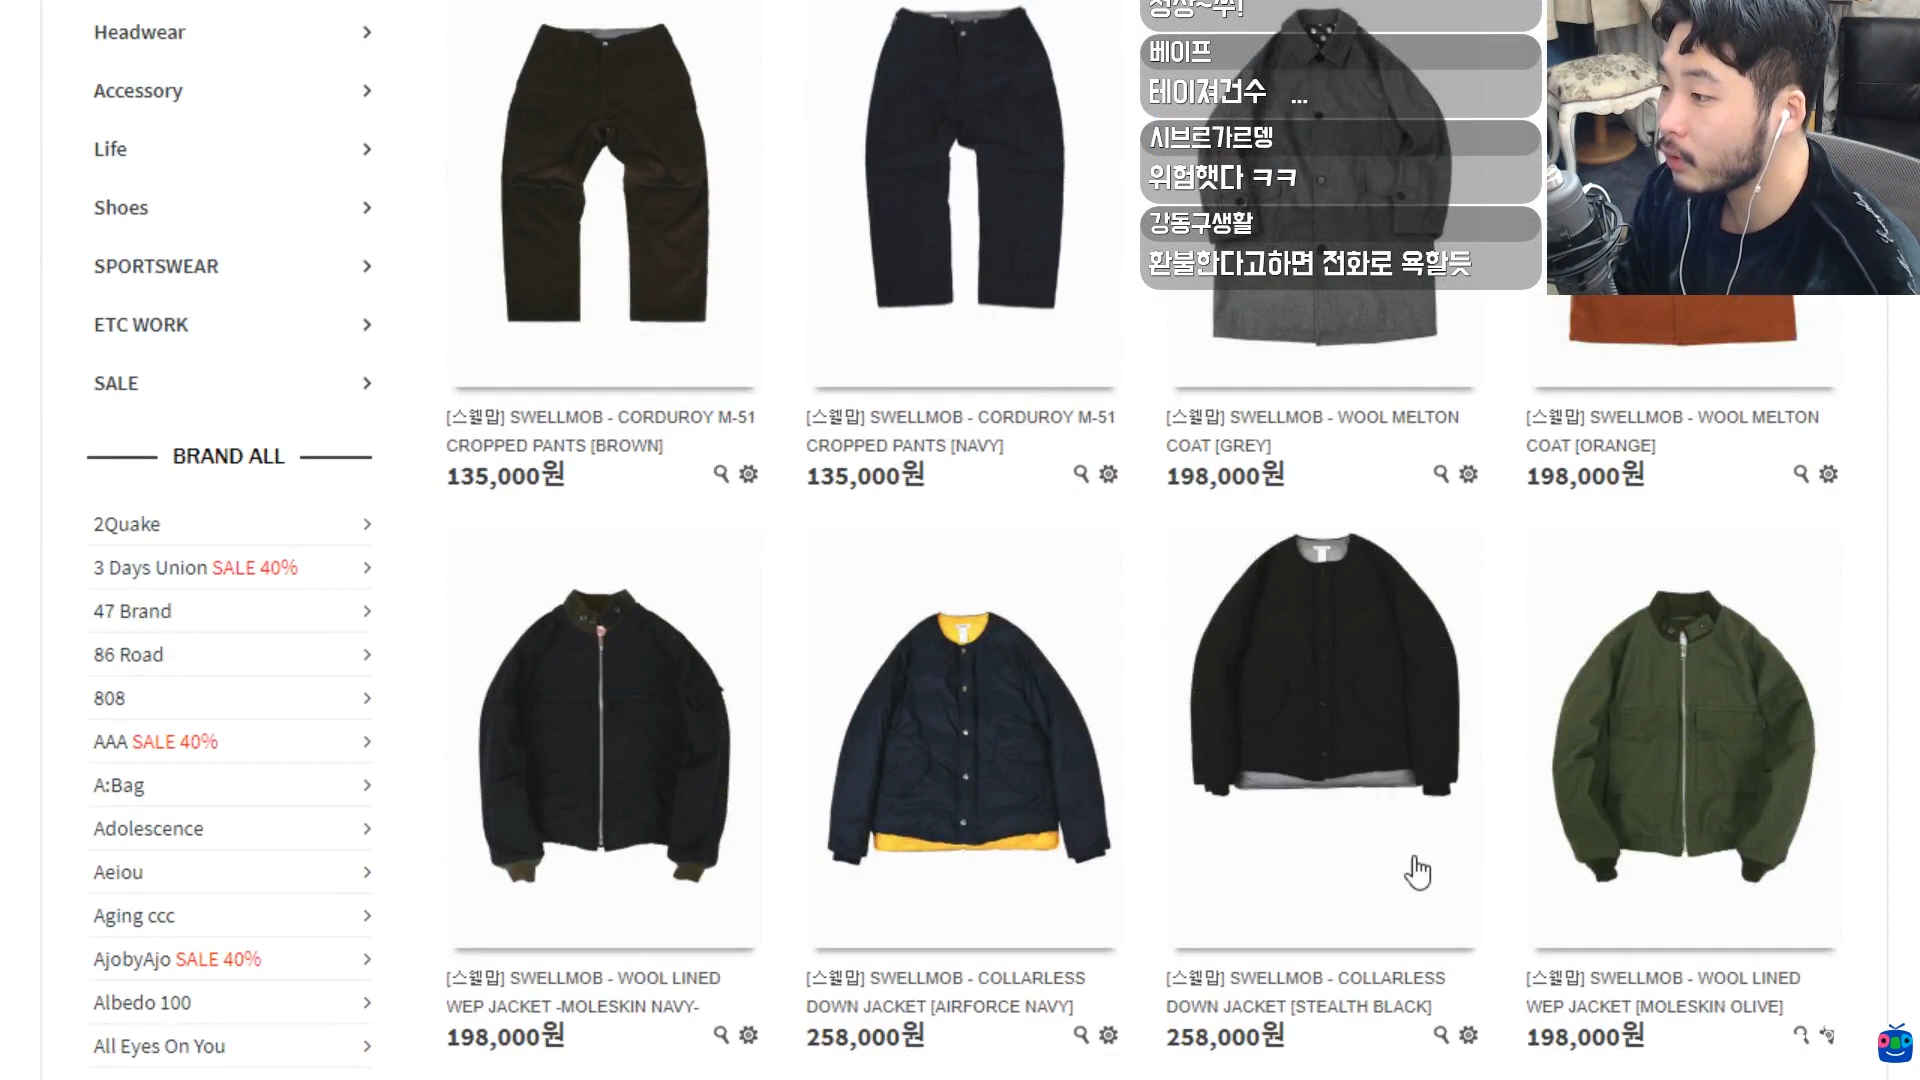 Headwear
Accessory
Life
Shoes
SPORTSWEAR
ETC WORK
SALE
BRAND ALL
2Quake
3 Days Union SALE 40%
47 Brand
86 Road
808
AAA SALE 40%
A:Bag
Adolescence
Aeiou
Aging ccc
AjobyAjo SALE 40%
Albedo 100
All Eyes On You
베이프
테이져건수 ...
시브르가르뎅
위험햇다 ㅋㅋ
강동구생활
환불한다고하면 전화로 욕할듯
[스웰맙] SWELLMOB - CORDUROY M-51
CROPPED PANTS [BROWN]
135,000원
[스웰맙] SWELLMOB - CORDUROY M-51
CROPPED PANTS [NAVY]
135,000원
[스웰맙] SWELLMOB - WOOL MELTON
COAT [GREY]
198,000원
[스웰맙] SWELLMOB - WOOL MELTON
COAT [ORANGE]
198,000원
[스웰맙] SWELLMOB - WOOL LINED
WEP JACKET -MOLESKIN NAVY-
198,000원
[스웰맙] SWELLMOB - COLLARLESS
DOWN JACKET [AIRFORCE NAVY]
258,000원
[스웰맙] SWELLMOB - COLLARLESS
DOWN JACKET [STEALTH BLACK]
258,000원
[스웰맙] SWELLMOB - WOOL LINED
WEP JACKET [MOLESKIN OLIVE]
198,000원